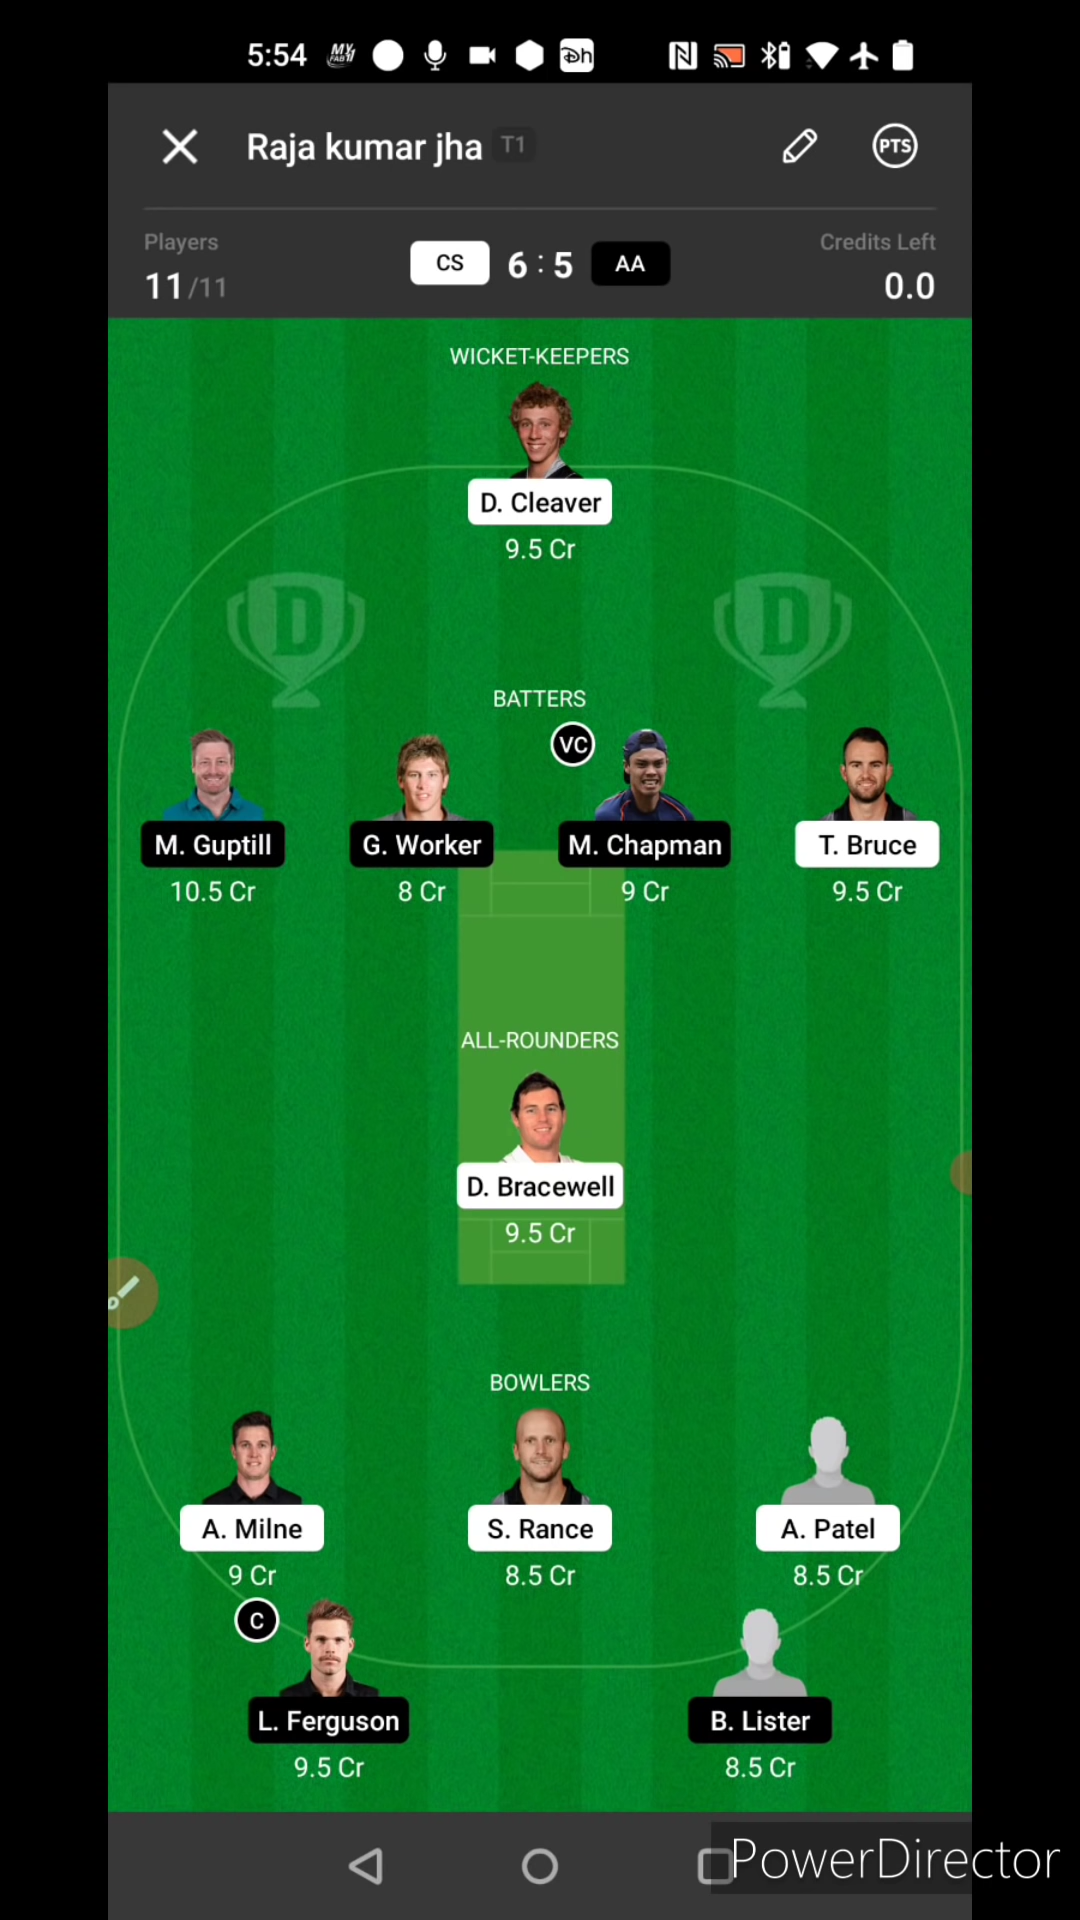 5:54 MY FAB11 Dh
Raja kumar jha T1 PTS
Players Credits Left
11/11 CS 6 : 5 AA 0.0
WICKET-KEEPERS
D. Cleaver
9.5 Cr
D D
BATTERS
VC
M. Guptill G. Worker M. Chapman T. Bruce
10.5 Cr 8 Cr 9 Cr 9.5 Cr
ALL-ROUNDERS
D. Bracewell
9.5 Cr
BOWLERS
A. Milne S. Rance A. Patel
9 Cr 8.5 Cr 8.5 Cr
C
L. Ferguson B. Lister
9.5 Cr 8.5 Cr
PowerDirector